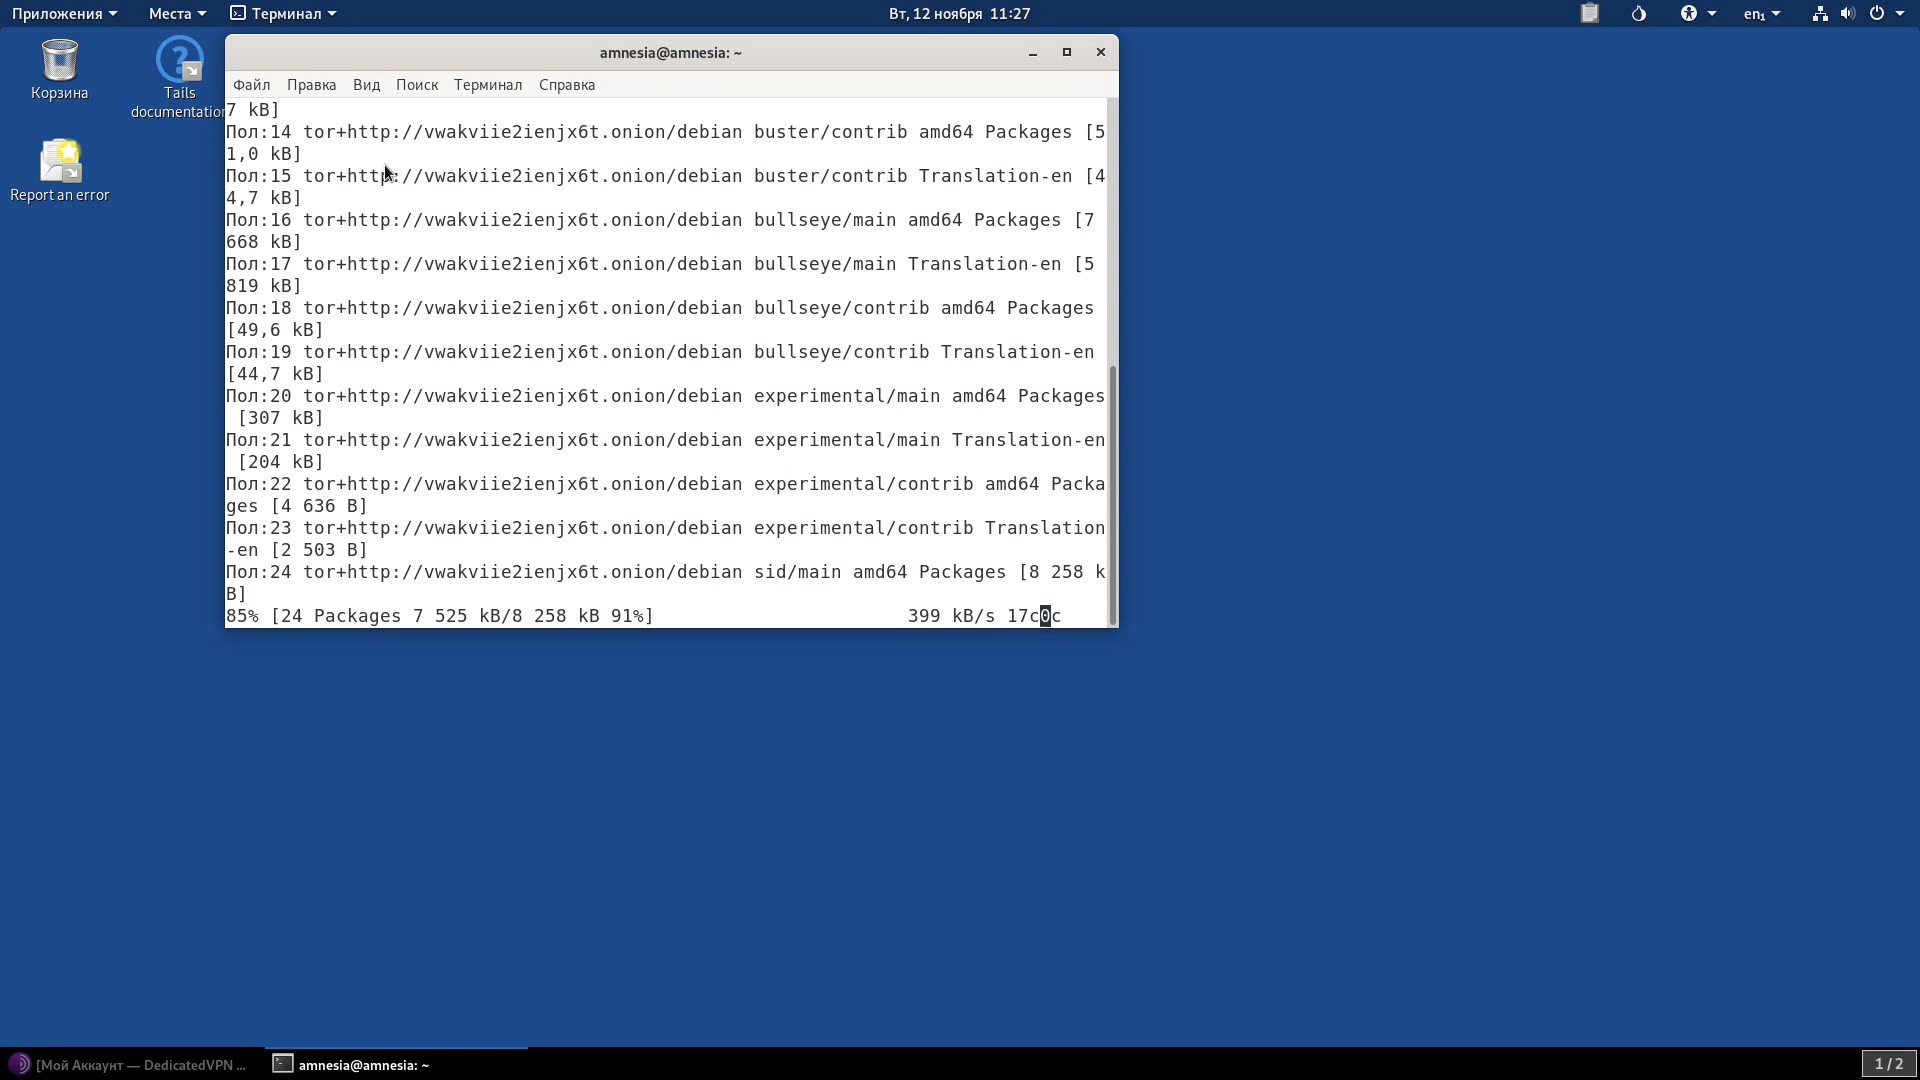 Приложения Места Терминал Вт, 12 ноября 11:27 en₁
Корзина
Tails
documentation
Report an error
amnesia@amnesia: ~
Файл Правка Вид Поиск Терминал Справка
7 kB]
Пол:14 tor+http://vwakviie2ienjx6t.onion/debian buster/contrib amd64 Packages [5
1,0 kB]
Пол:15 tor+http://vwakviie2ienjx6t.onion/debian buster/contrib Translation-en [4
4,7 kB]
Пол:16 tor+http://vwakviie2ienjx6t.onion/debian bullseye/main amd64 Packages [7
668 kB]
Пол:17 tor+http://vwakviie2ienjx6t.onion/debian bullseye/main Translation-en [5
819 kB]
Пол:18 tor+http://vwakviie2ienjx6t.onion/debian bullseye/contrib amd64 Packages
[49,6 kB]
Пол:19 tor+http://vwakviie2ienjx6t.onion/debian bullseye/contrib Translation-en
[44,7 kB]
Пол:20 tor+http://vwakviie2ienjx6t.onion/debian experimental/main amd64 Packages
[307 kB]
Пол:21 tor+http://vwakviie2ienjx6t.onion/debian experimental/main Translation-en
[204 kB]
Пол:22 tor+http://vwakviie2ienjx6t.onion/debian experimental/contrib amd64 Packa
ges [4 636 B]
Пол:23 tor+http://vwakviie2ienjx6t.onion/debian experimental/contrib Translation
-en [2 503 B]
Пол:24 tor+http://vwakviie2ienjx6t.onion/debian sid/main amd64 Packages [8 258 k
B]
85% [24 Packages 7 525 kB/8 258 kB 91%] 399 kB/s 17с0с
[Мой Аккаунт — DedicatedVPN ... amnesia@amnesia: ~ 1 / 2